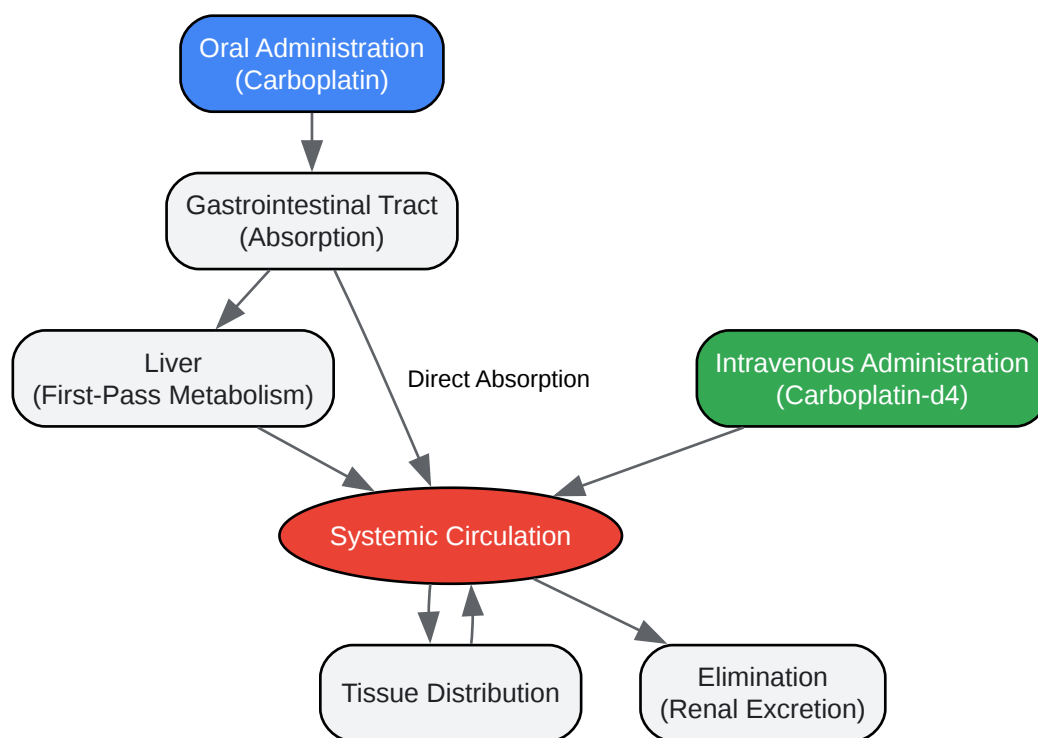 Oral Administration
(Carboplatin)
Gastrointestinal Tract
(Absorption)
Liver
(First-Pass Metabolism)
Direct Absorption
Intravenous Administration
(Carboplatin-d4)
Systemic Circulation
Tissue Distribution
Elimination
(Renal Excretion)